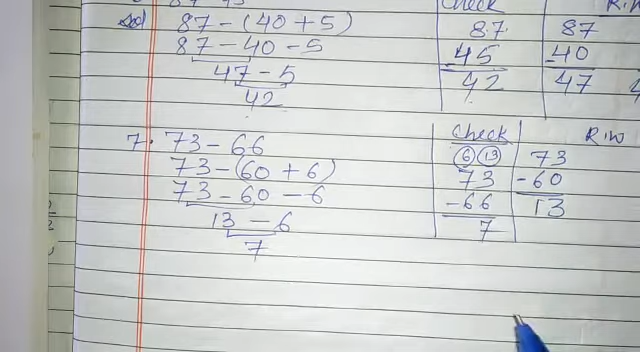 Check
Sol 87 - (40 + 5)
87 - 40 - 5
47 - 5
42
87
- 45
42
87
- 40
47
7. 73 - 66
73 - (60 + 6)
73 - 60 - 6
13 - 6
7
Check
6 13
73
- 66
7
R.W
73
- 60
13